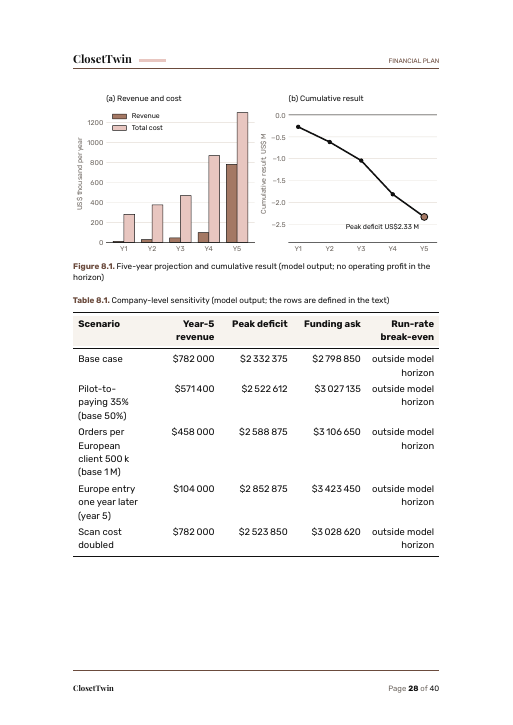 ClosetTwin
FINANCIAL PLAN
(a) Revenue and cost
Revenue
Total cost
US$ thousand per year
1200
1000
800
600
400
200
0
Y1 Y2 Y3 Y4 Y5
(b) Cumulative result
Cumulative result, US$ M
0.0
−0.5
−1.0
−1.5
−2.0
−2.5
Peak deficit US$2.33 M
Y1 Y2 Y3 Y4 Y5
Figure 8.1. Five-year projection and cumulative result (model output; no operating profit in the
horizon)
Table 8.1. Company-level sensitivity (model output; the rows are defined in the text)
Scenario Year-5 Peak deficit Funding ask Run-rate
revenue break-even
Base case $782 000 $2 332 375 $2 798 850 outside model
horizon
Pilot-to- $571 400 $2 522 612 $3 027 135 outside model
paying 35% horizon
(base 50%)
Orders per $458 000 $2 588 875 $3 106 650 outside model
European horizon
client 500 k
(base 1 M)
Europe entry $104 000 $2 852 875 $3 423 450 outside model
one year later horizon
(year 5)
Scan cost $782 000 $2 523 850 $3 028 620 outside model
doubled horizon
ClosetTwin
Page 28 of 40